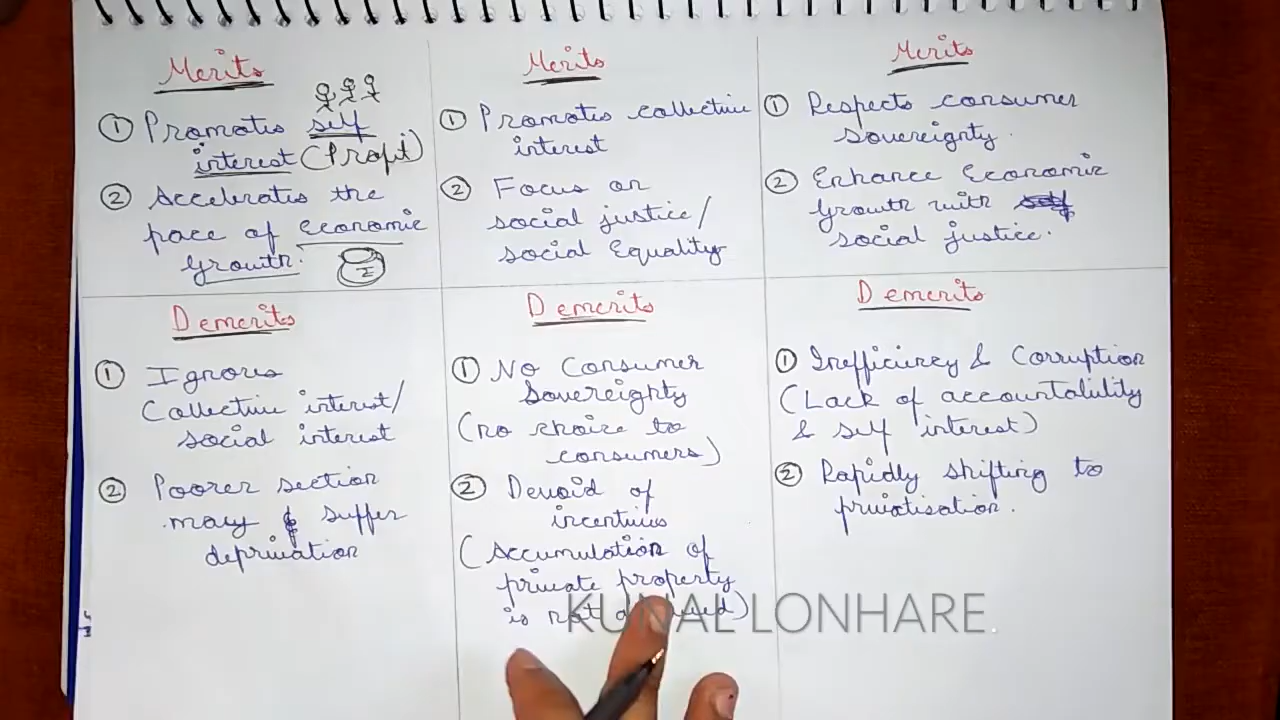 Merits
① Promotes self
interest (Profit)
② Accelerates the
pace of economic
growth.
Merits
① Promotes collective
interest
② Focus on
social justice/
social Equality
Merits
① Respects consumer
sovereignty.
② Enhance Economic
Growth with
social justice.
Demerits
① Ignores
Collective interest/
social interest
② Poorer section
may suffer
deprivation
Demerits
① No Consumer
Sovereignty
(no choice to
consumers)
② Devoid of
incentives
(Accumulation of
private property
is not
Demerits
① Inefficiency & Corruption
(Lack of accountability
& self interest)
② Rapidly shifting to
privatisation.
KUNAL LONHARE.